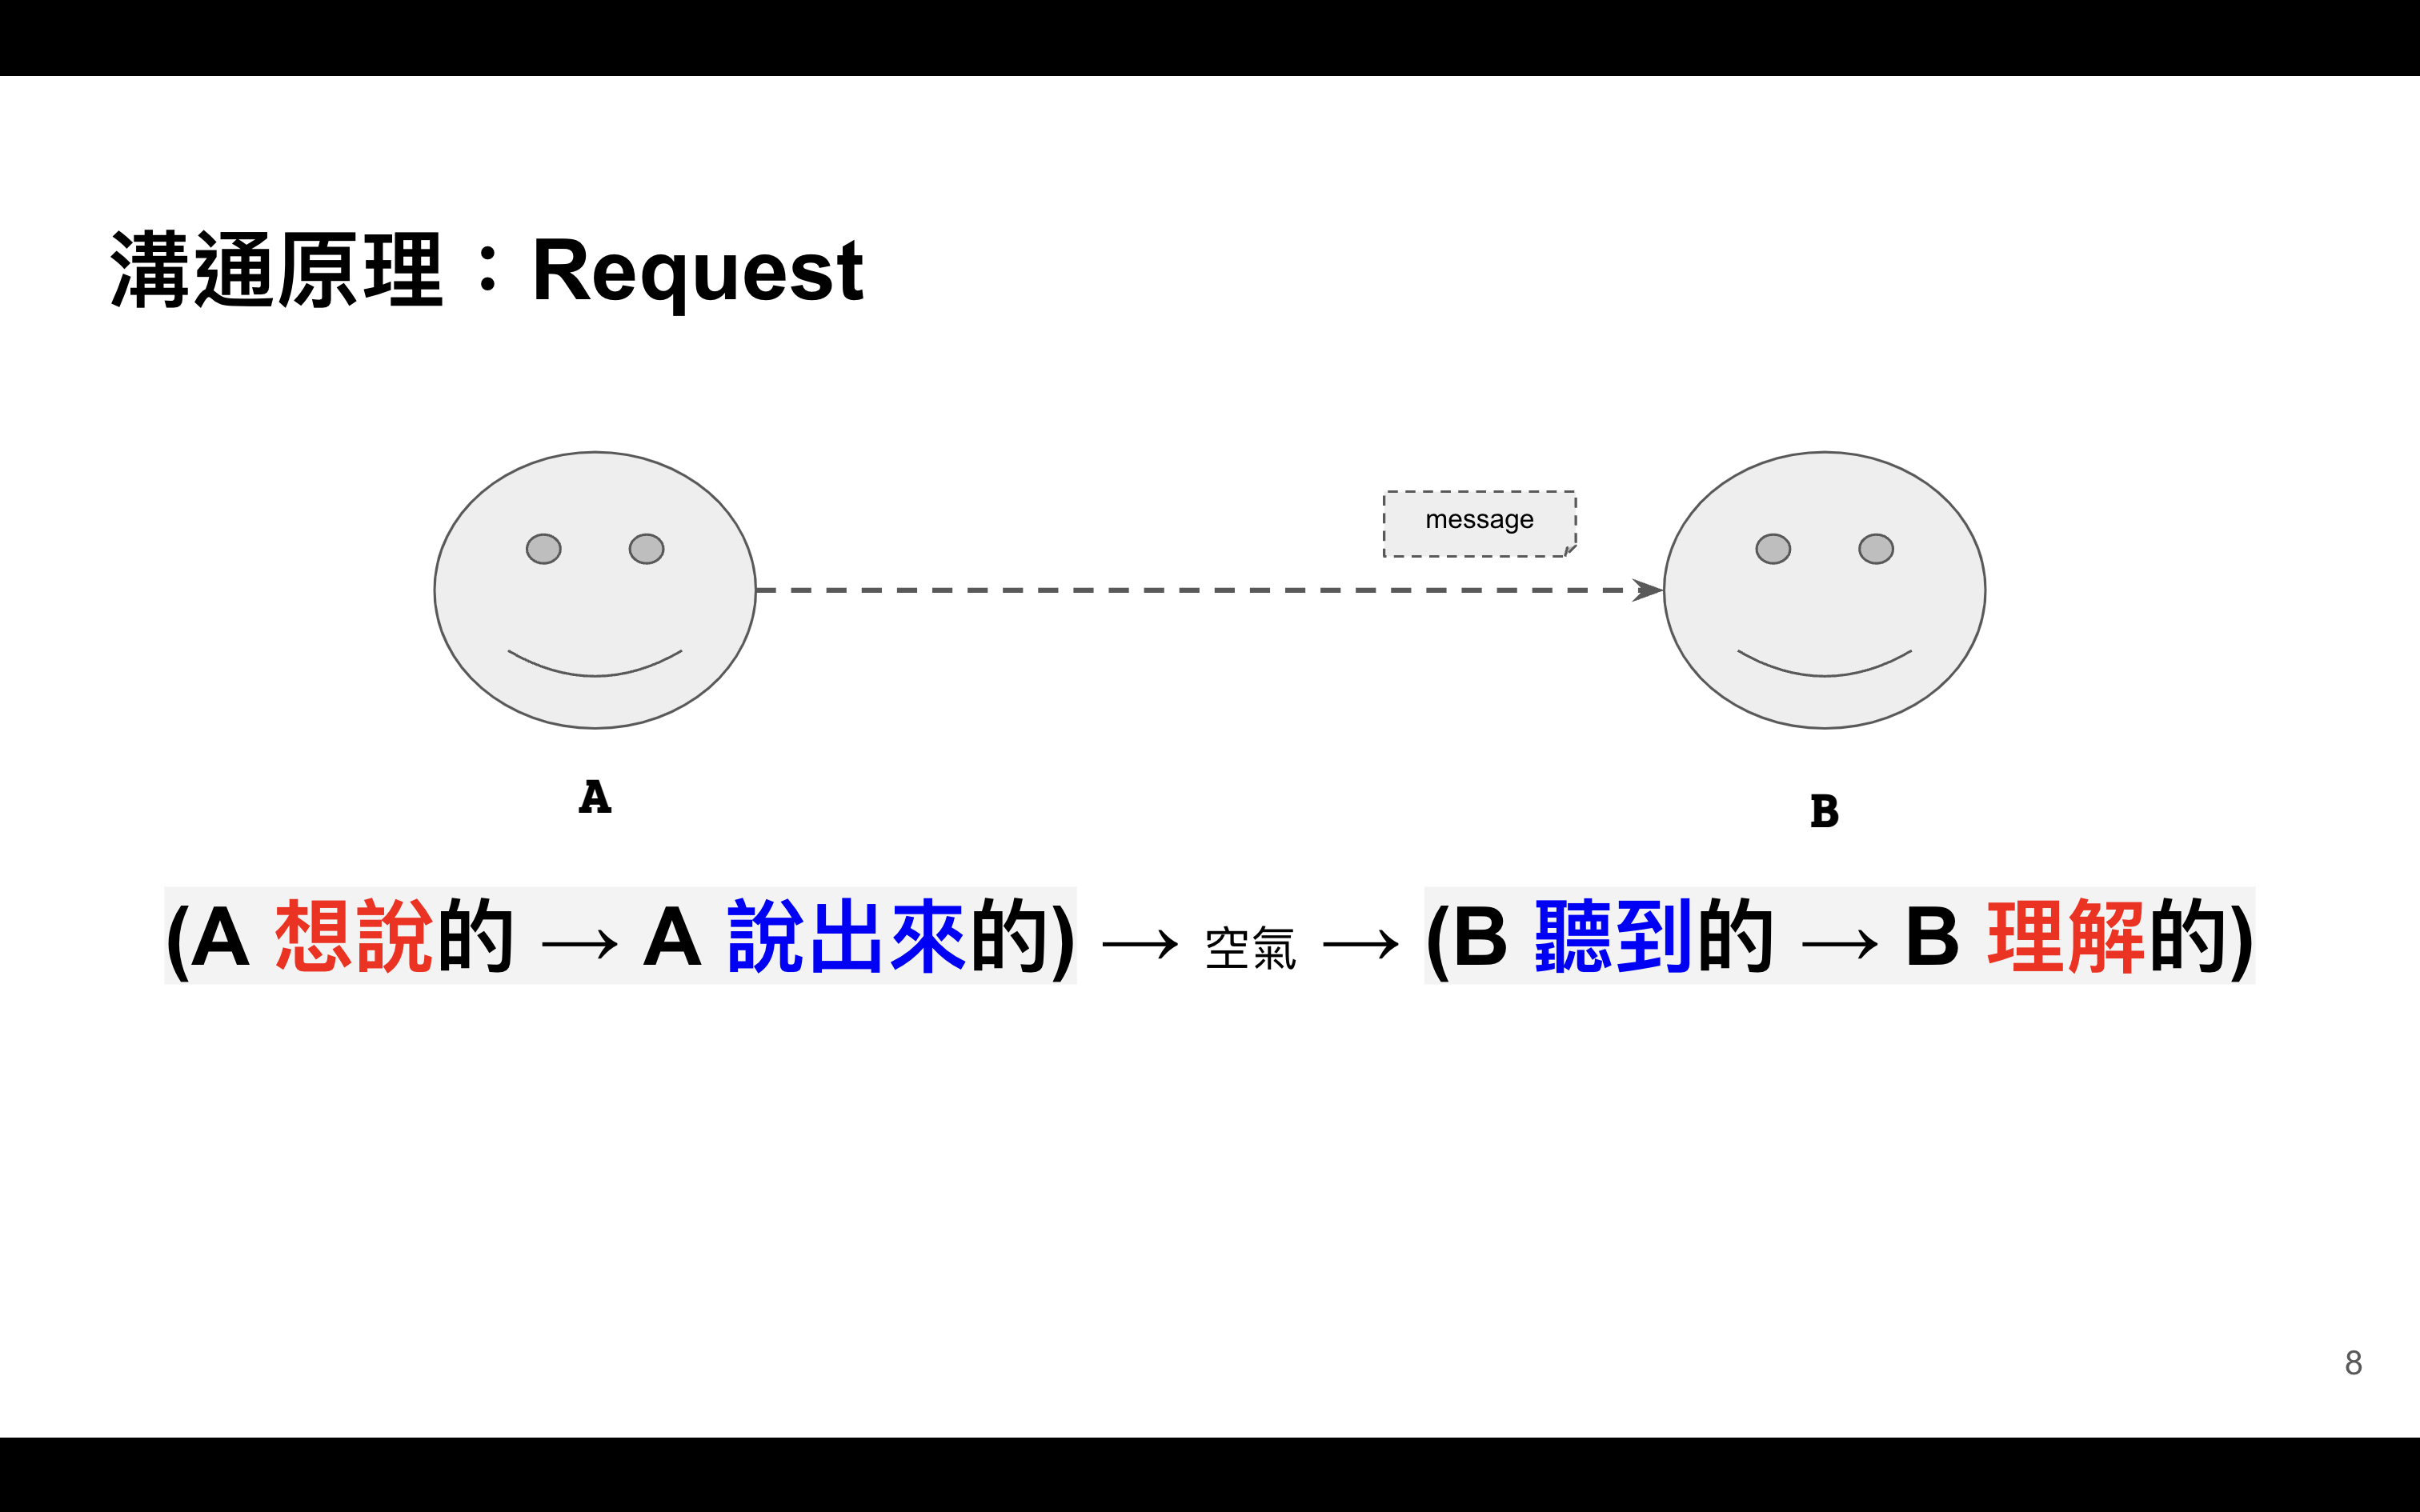 溝通原理：Request
message
A
B
(A 想說的 → A 說出來的) → 空氣 → (B 聽到的 → B 理解的)
8